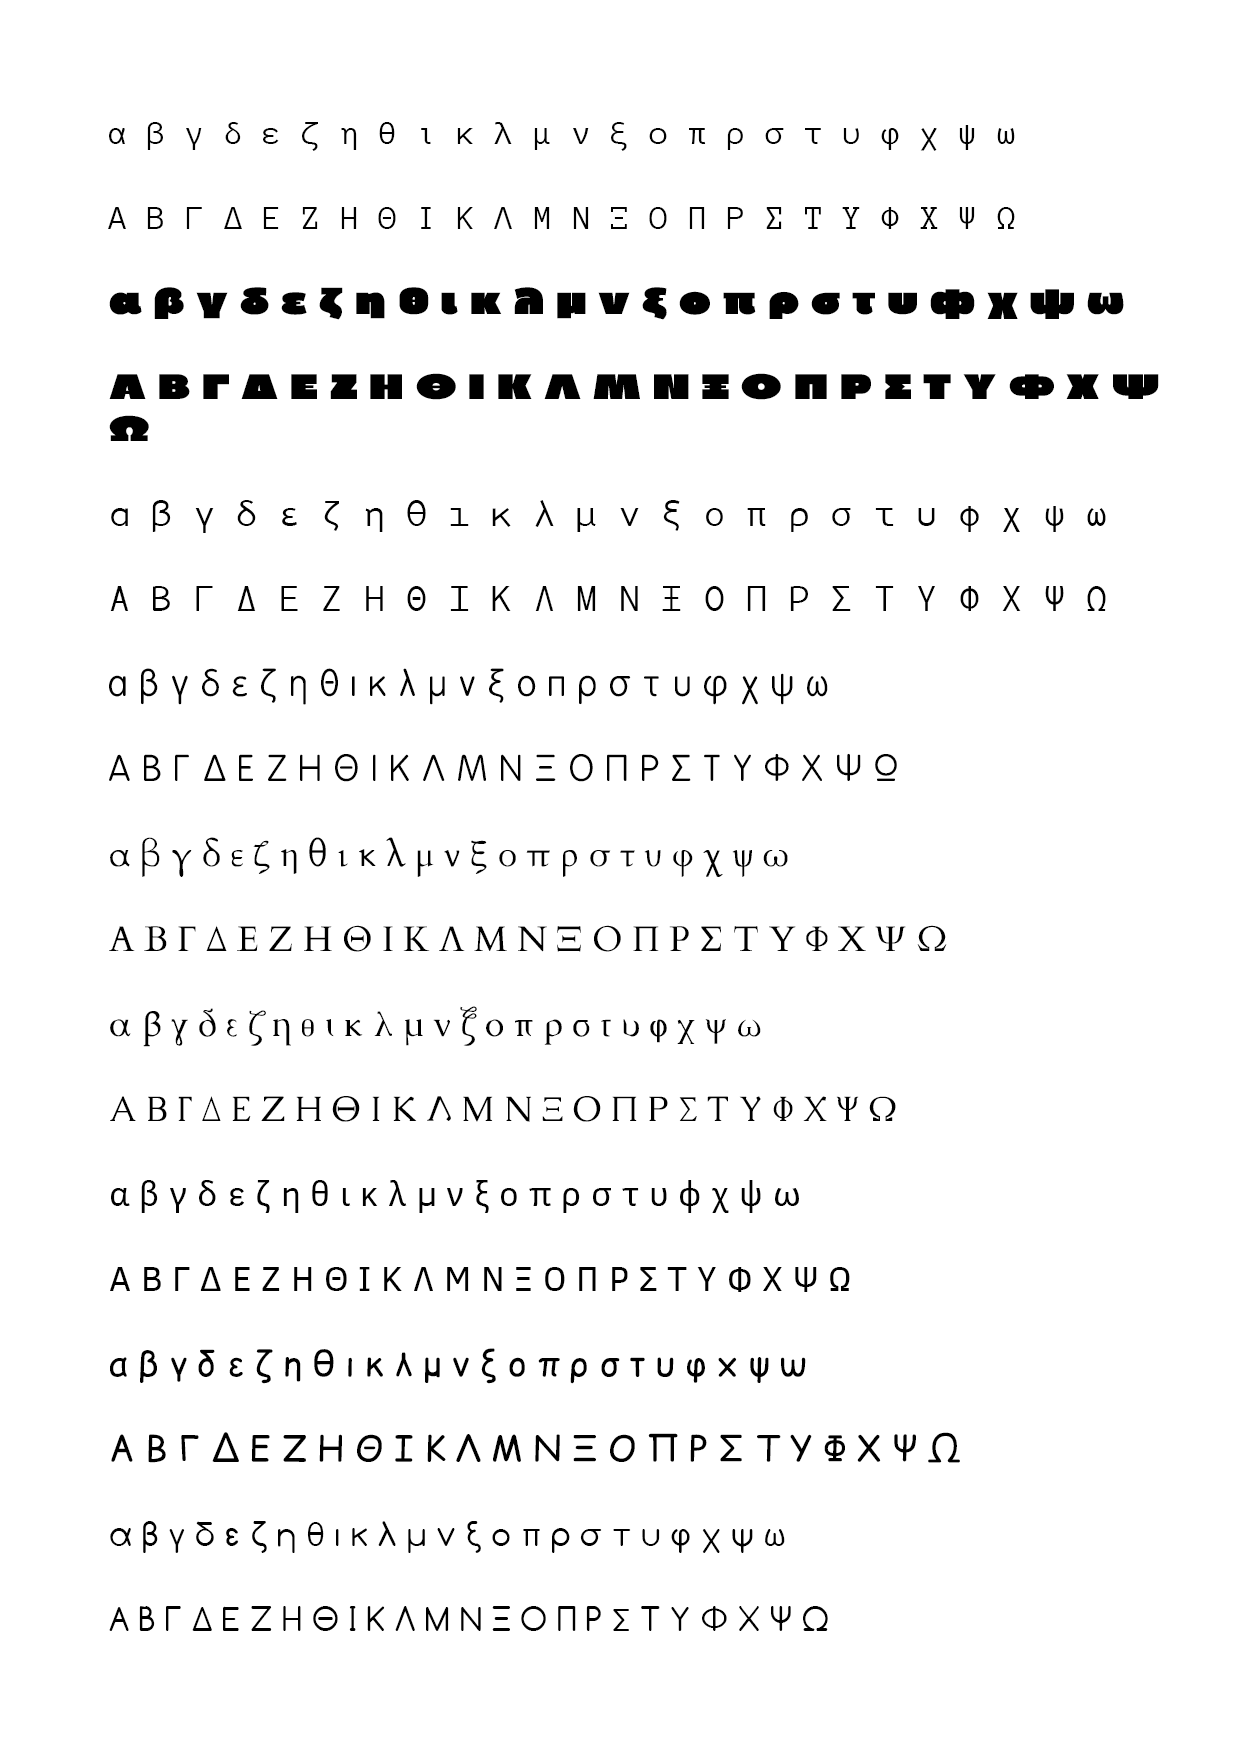 α β γ δ ε ζ η θ ι κ λ μ ν ξ ο π ρ σ τ υ φ χ ψ ω
Α Β Γ Δ Ε Ζ Η Θ Ι Κ Λ Μ Ν Ξ Ο Π Ρ Σ Τ Υ Φ Χ Ψ Ω
α β γ δ ε ζ η θ ι κ λ μ ν ξ ο π ρ σ τ υ φ χ ψ ω
Α Β Γ Δ Ε Ζ Η Θ Ι Κ Λ Μ Ν Ξ Ο Π Ρ Σ Τ Υ Φ Χ Ψ
Ω
α β γ δ ε ζ η θ ι κ λ μ ν ξ ο π ρ σ τ υ φ χ ψ ω
Α Β Γ Δ Ε Ζ Η Θ Ι Κ Λ Μ Ν Ξ Ο Π Ρ Σ Τ Υ Φ Χ Ψ Ω
α β γ δ ε ζ η θ ι κ λ μ ν ξ ο π ρ σ τ υ φ χ ψ ω
Α Β Γ Δ Ε Ζ Η Θ Ι Κ Λ Μ Ν Ξ Ο Π Ρ Σ Τ Υ Φ Χ Ψ Ω
α β γ δ ε ζ η θ ι κ λ μ ν ξ ο π ρ σ τ υ φ χ ψ ω
Α Β Γ Δ Ε Ζ Η Θ Ι Κ Λ Μ Ν Ξ Ο Π Ρ Σ Τ Υ Φ Χ Ψ Ω
α β γ δ ε ζ η θ ι κ λ μ ν ξ ο π ρ σ τ υ φ χ ψ ω
Α Β Γ Δ Ε Ζ Η Θ Ι Κ Λ Μ Ν Ξ Ο Π Ρ Σ Τ Υ Φ Χ Ψ Ω
α β γ δ ε ζ η θ ι κ λ μ ν ξ ο π ρ σ τ υ φ χ ψ ω
Α Β Γ Δ Ε Ζ Η Θ Ι Κ Λ Μ Ν Ξ Ο Π Ρ Σ Τ Υ Φ Χ Ψ Ω
α β γ δ ε ζ η θ ι κ λ μ ν ξ ο π ρ σ τ υ φ χ ψ ω
Α Β Γ Δ Ε Ζ Η Θ Ι Κ Λ Μ Ν Ξ Ο Π Ρ Σ Τ Υ Φ Χ Ψ Ω
α β γ δ ε ζ η θ ι κ λ μ ν ξ ο π ρ σ τ υ φ χ ψ ω
Α Β Γ Δ Ε Ζ Η Θ Ι Κ Λ Μ Ν Ξ Ο Π Ρ Σ Τ Υ Φ Χ Ψ Ω